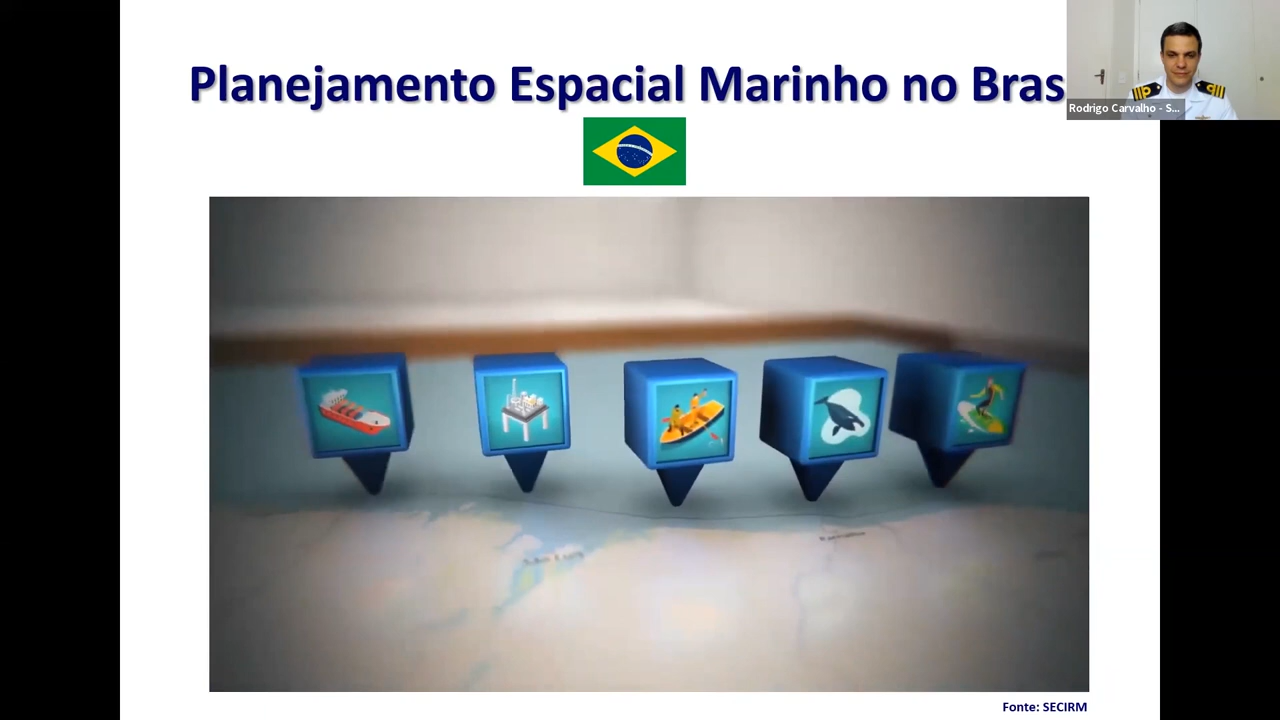 Planejamento Espacial Marinho no Bras
Rodrigo Carvalho - S...
Fonte: SECIRM